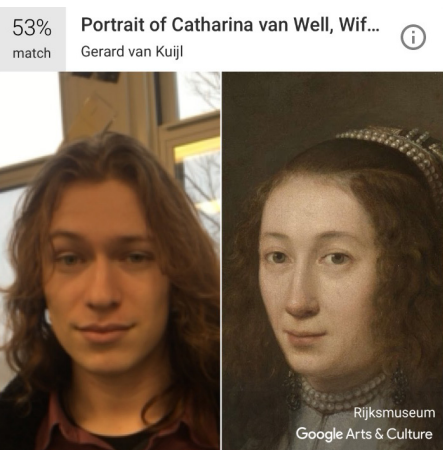 53%
match
Portrait of Catharina van Well, Wif...
Gerard van Kuijl
Rijksmuseum
Google Arts & Culture